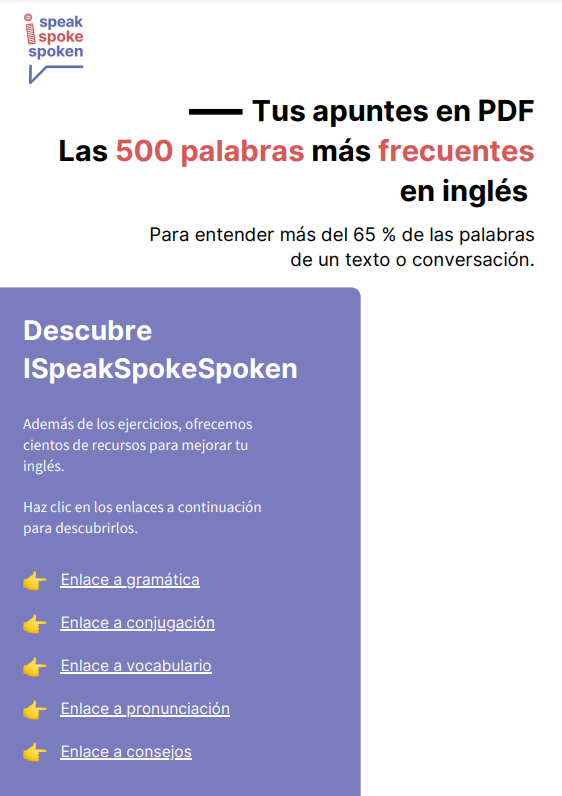 i speak
spoke
spoken
Tus apuntes en PDF
Las 500 palabras más frecuentes
en inglés
Para entender más del 65 % de las palabras
de un texto o conversación.
Descubre
ISpeakSpokeSpoken
Además de los ejercicios, ofrecemos
cientos de recursos para mejorar tu
inglés.
Haz clic en los enlaces a continuación
para descubrirlos.
Enlace a gramática
Enlace a conjugación
Enlace a vocabulario
Enlace a pronunciación
Enlace a consejos